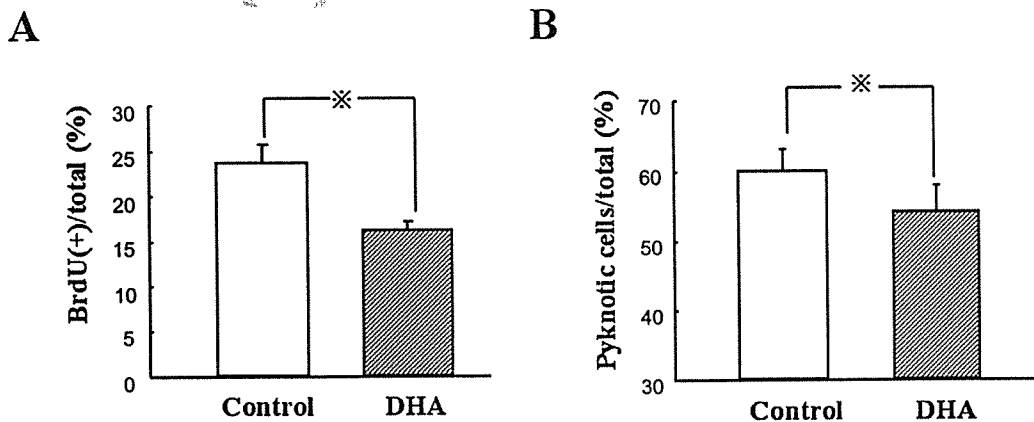 A
BrdU(+)/total (%)
30
25
20
15
10
5
0
※
Control
DHA
B
Pyknotic cells/total (%)
70
60
50
40
30
※
Control
DHA